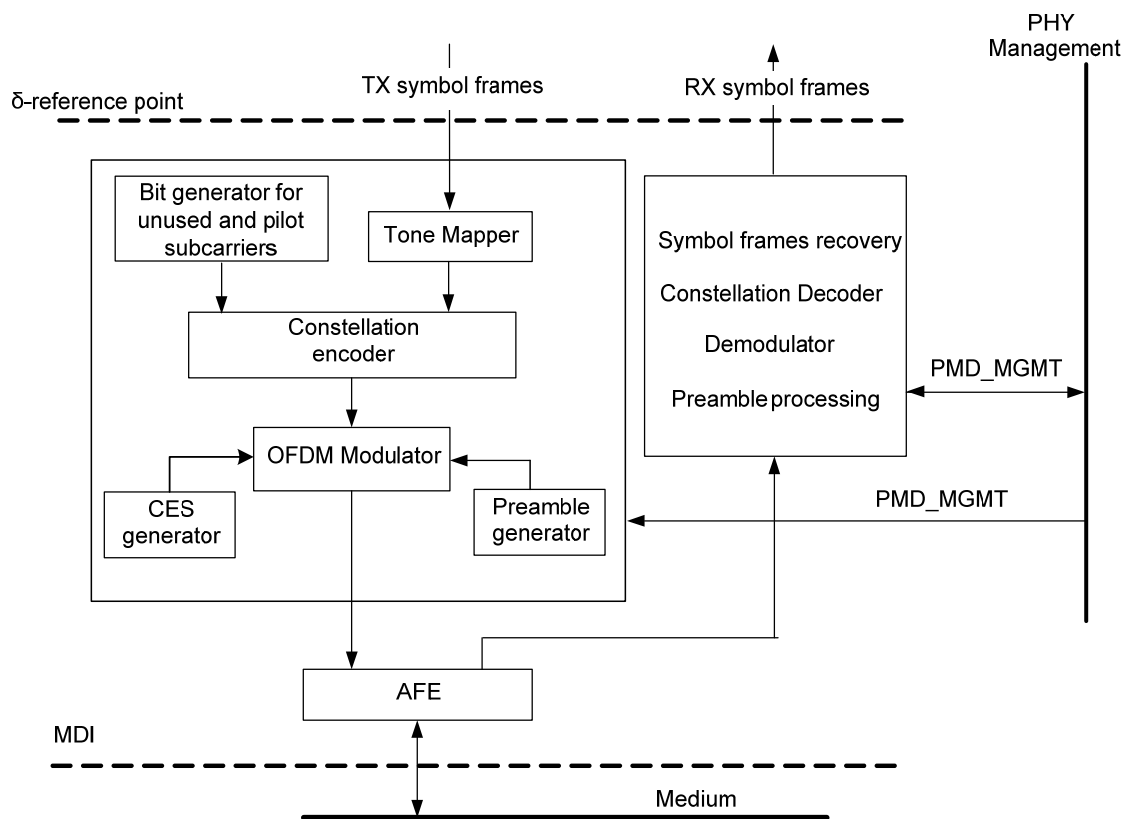 PHY
Management
TX symbol frames
RX symbol frames
δ-reference point
Bit generator for
unused and pilot
subcarriers
Tone Mapper
Symbol frames recovery
Constellation Decoder
Demodulator
Preamble processing
Constellation
encoder
PMD_MGMT
OFDM Modulator
CES
generator
Preamble
generator
PMD_MGMT
AFE
MDI
Medium